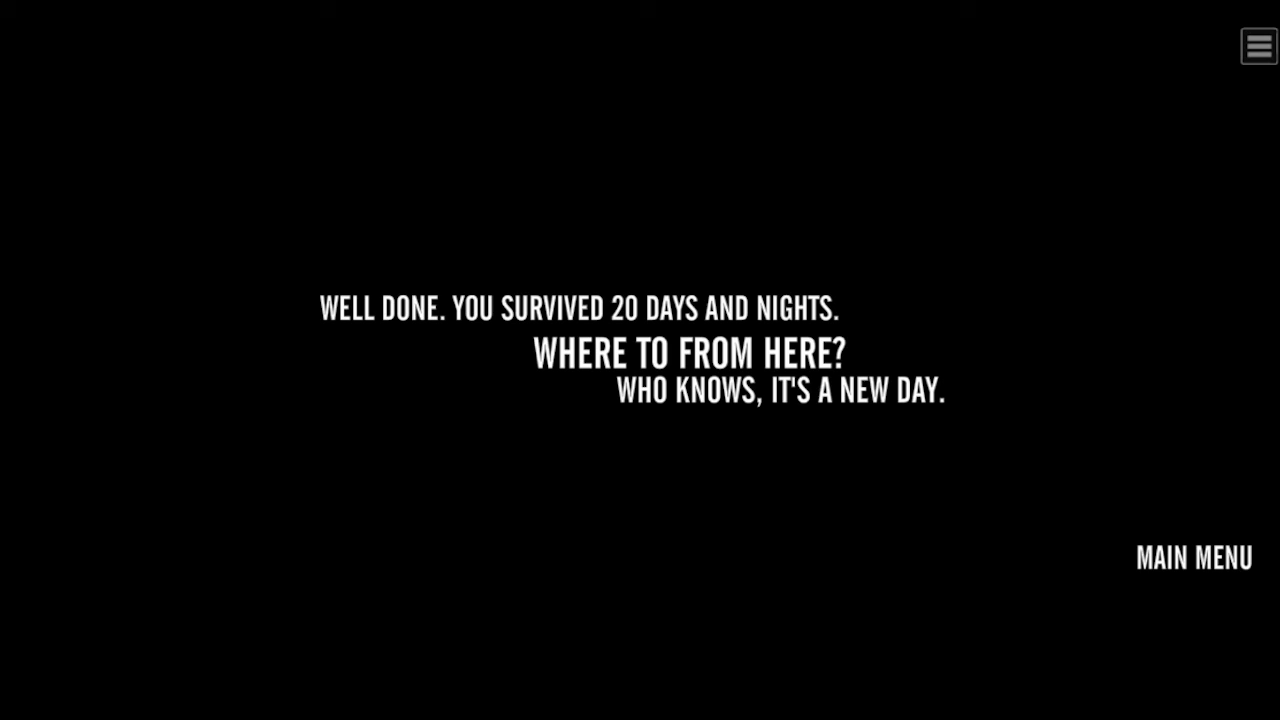 WELL DONE. YOU SURVIVED 20 DAYS AND NIGHTS.
WHERE TO FROM HERE?
WHO KNOWS, IT'S A NEW DAY.
MAIN MENU